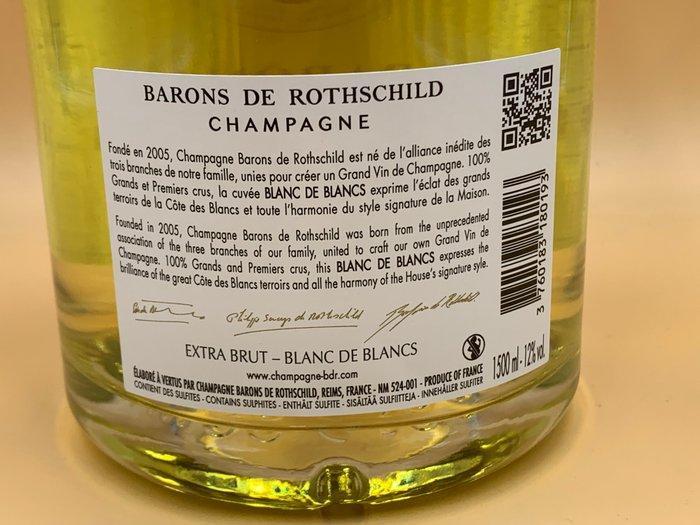 BARONS DE ROTHSCHILD
CHAMPAGNE
Fondé en 2005, Champagne Barons de Rothschild est né de l'alliance inédite des
trois branches de notre famille, unies pour créer un Grand Vin de Champagne. 100%
Grands et Premiers crus, la cuvée BLANC DE BLANCS exprime l'éclat des grands
terroirs de la Côte des Blancs et toute l'harmonie du style signature de la Maison.
Founded in 2005, Champagne Barons de Rothschild was born from the unprecedented
association of the three branches of our family, united to craft our own Grand Vin de
Champagne. 100% Grands and Premiers crus, this BLANC DE BLANCS expresses the
brilliance of the great Côte des Blancs terroirs and all the harmony of the House's signature syle.
Philippe de Rothschild
de Rothschild
EXTRA BRUT – BLANC DE BLANCS
www.champagne-bdr.com
ÉLABORÉ À VERTUS PAR CHAMPAGNE BARONS DE ROTHSCHILD, REIMS, FRANCE - NM 524-001 - PRODUCE OF FRANCE
CONTIENT DES SULFITES - CONTAINS SULPHITES - ENTHÄLT SULFITE - SISÄLTÄÄ SULFIITTEJA - INNEHÅLLER SULFITER
1500 ml - 12% vol.
3 760183 180193